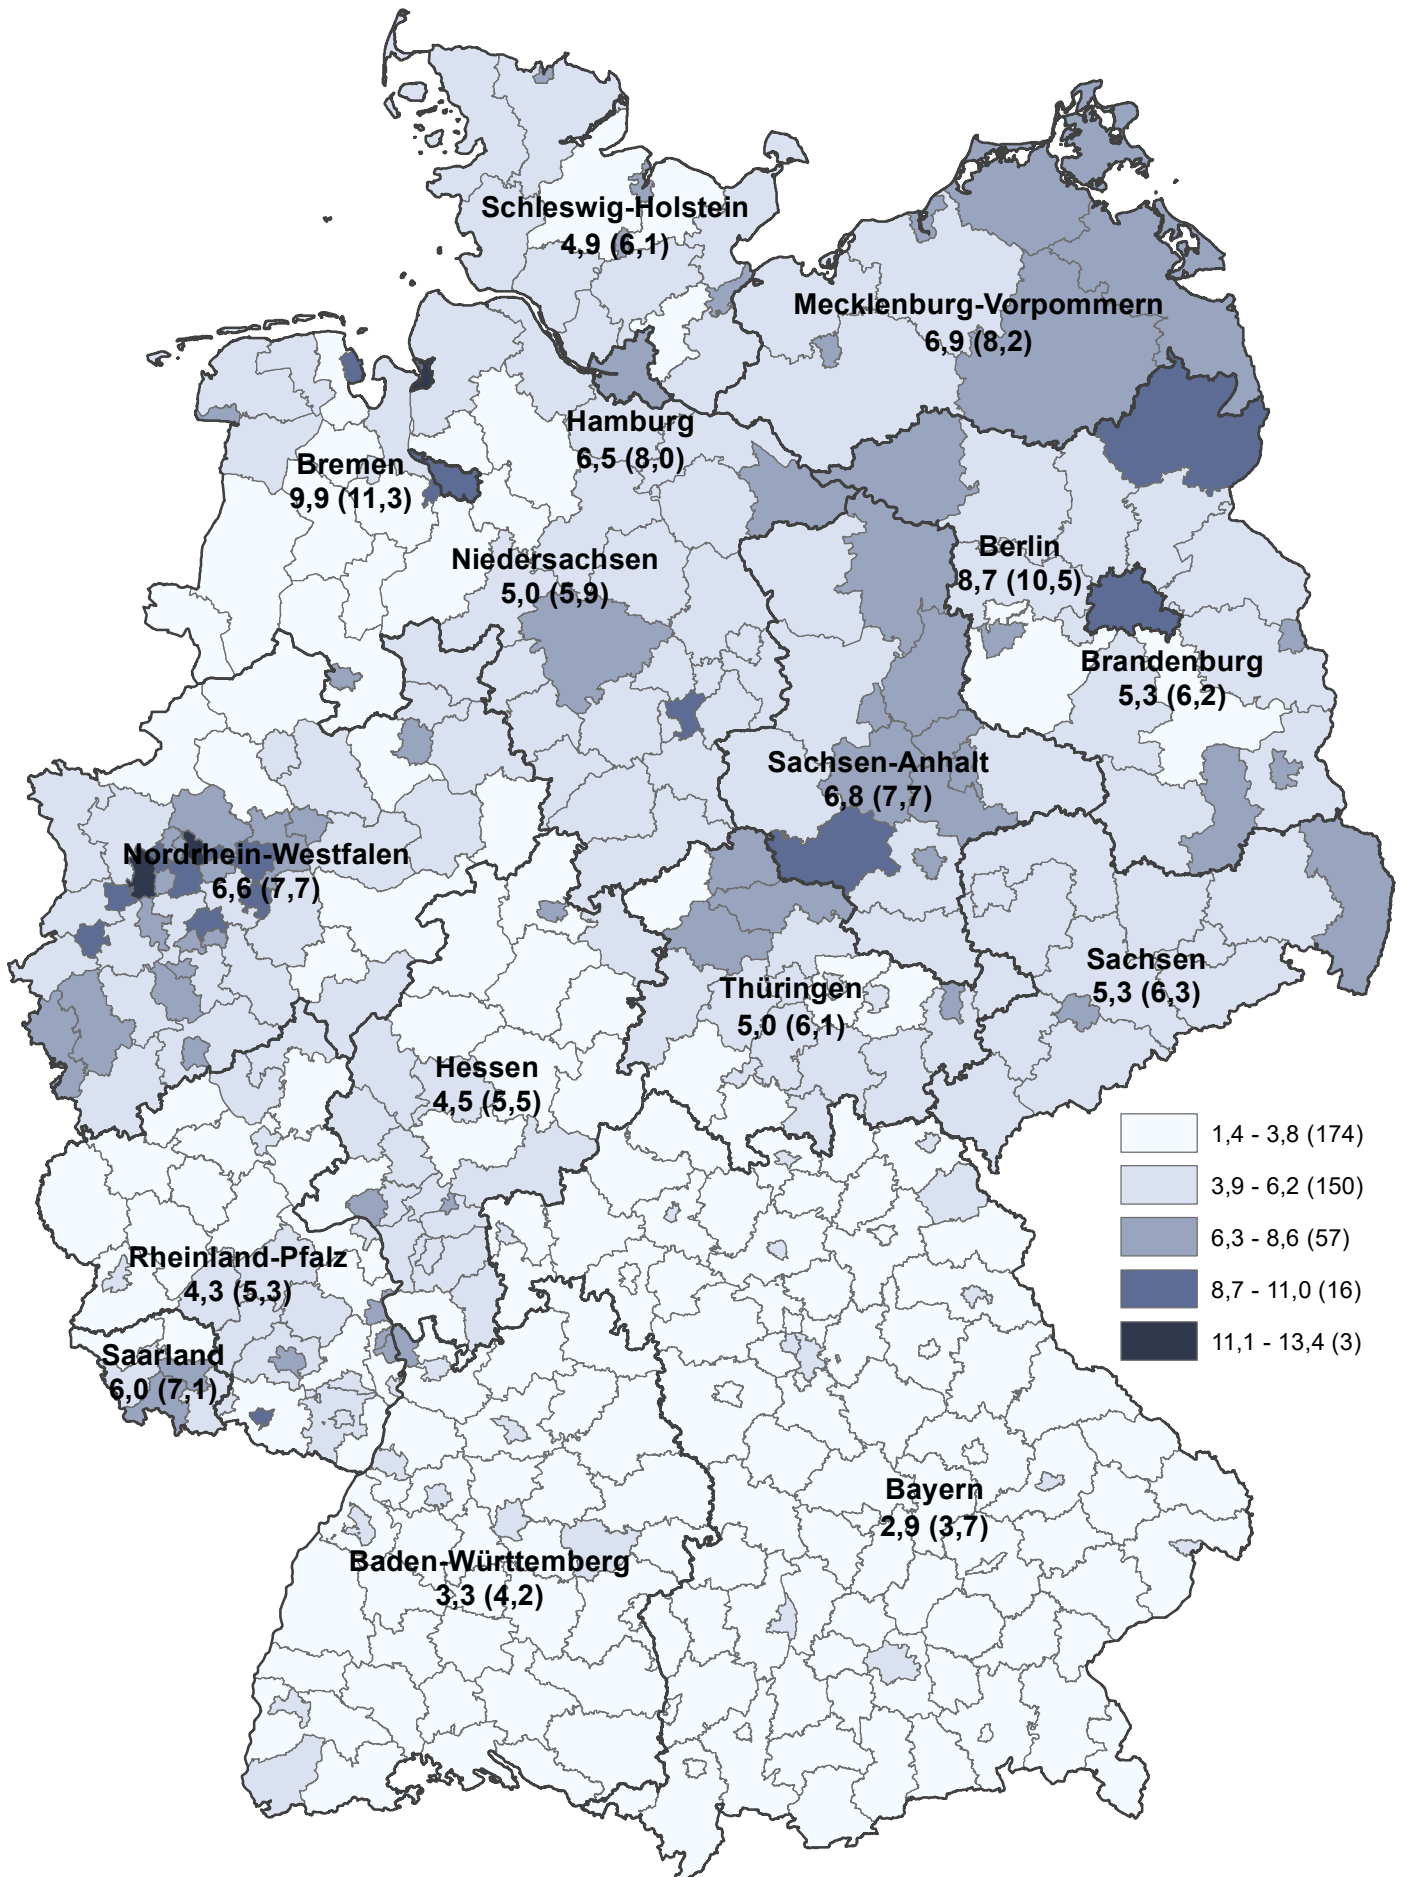 Schleswig-Holstein
4,9 (6,1)
Mecklenburg-Vorpommern
6,9 (8,2)
Hamburg
6,5 (8,0)
Bremen
9,9 (11,3)
Niedersachsen
5,0 (5,9)
Berlin
8,7 (10,5)
Brandenburg
5,3 (6,2)
Sachsen-Anhalt
6,8 (7,7)
Nordrhein-Westfalen
6,6 (7,7)
Sachsen
5,3 (6,3)
Thüringen
5,0 (6,1)
Hessen
4,5 (5,5)
1,4 - 3,8 (174)
3,9 - 6,2 (150)
6,3 - 8,6 (57)
8,7 - 11,0 (16)
11,1 - 13,4 (3)
Rheinland-Pfalz
4,3 (5,3)
Saarland
6,0 (7,1)
Bayern
2,9 (3,7)
Baden-Württemberg
3,3 (4,2)